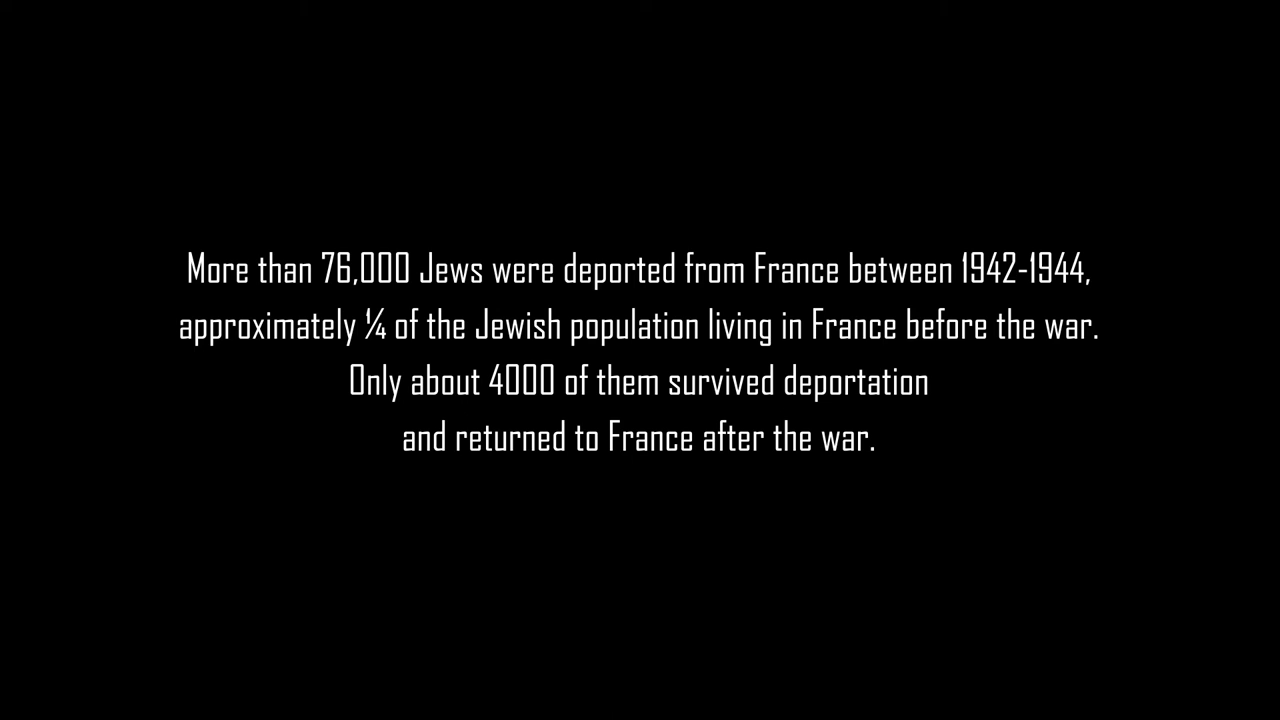 More than 76,000 Jews were deported from France between 1942-1944,
approximately ¼ of the Jewish population living in France before the war.
Only about 4000 of them survived deportation
and returned to France after the war.